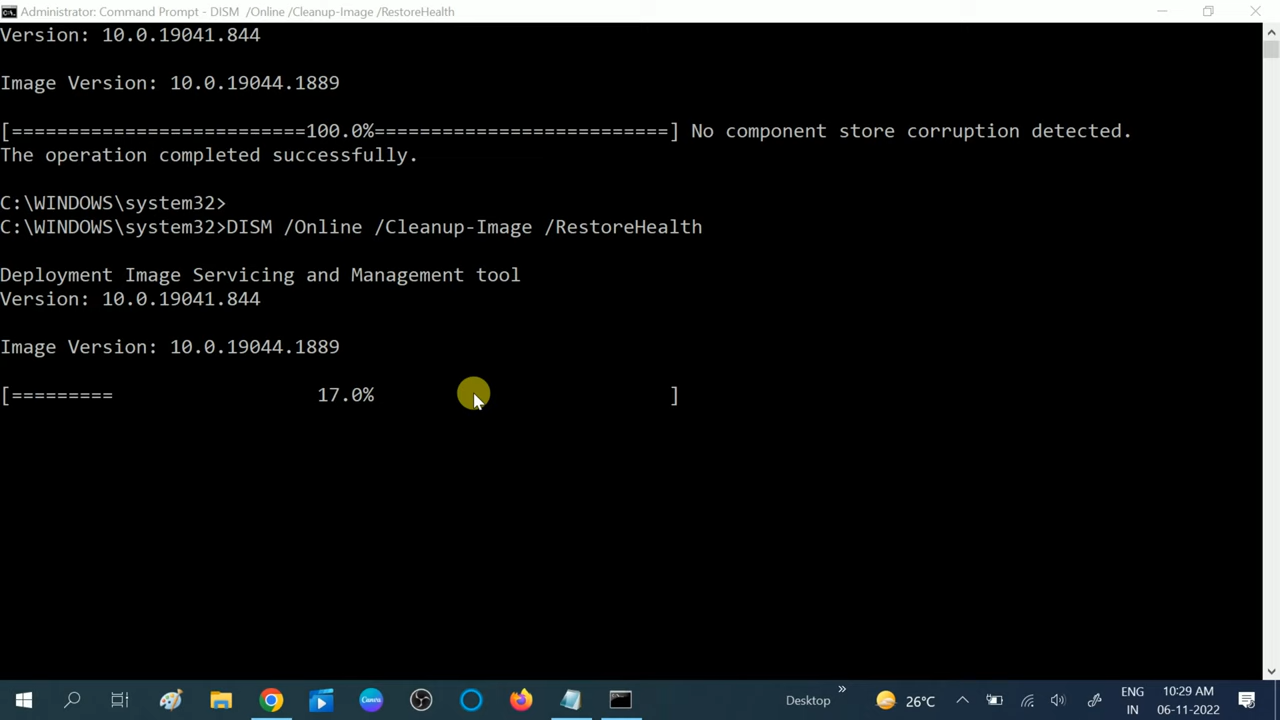 Administrator: Command Prompt - DISM  /Online /Cleanup-Image /RestoreHealth
Version: 10.0.19041.844
Image Version: 10.0.19044.1889
[==========================100.0%==========================] No component store corruption detected.
The operation completed successfully.
C:\WINDOWS\system32>
C:\WINDOWS\system32>DISM /Online /Cleanup-Image /RestoreHealth
Deployment Image Servicing and Management tool
Version: 10.0.19041.844
Image Version: 10.0.19044.1889
[=========                  17.0%                          ]
Canva
Desktop
»
26°C
ENG
IN
10:29 AM
06-11-2022